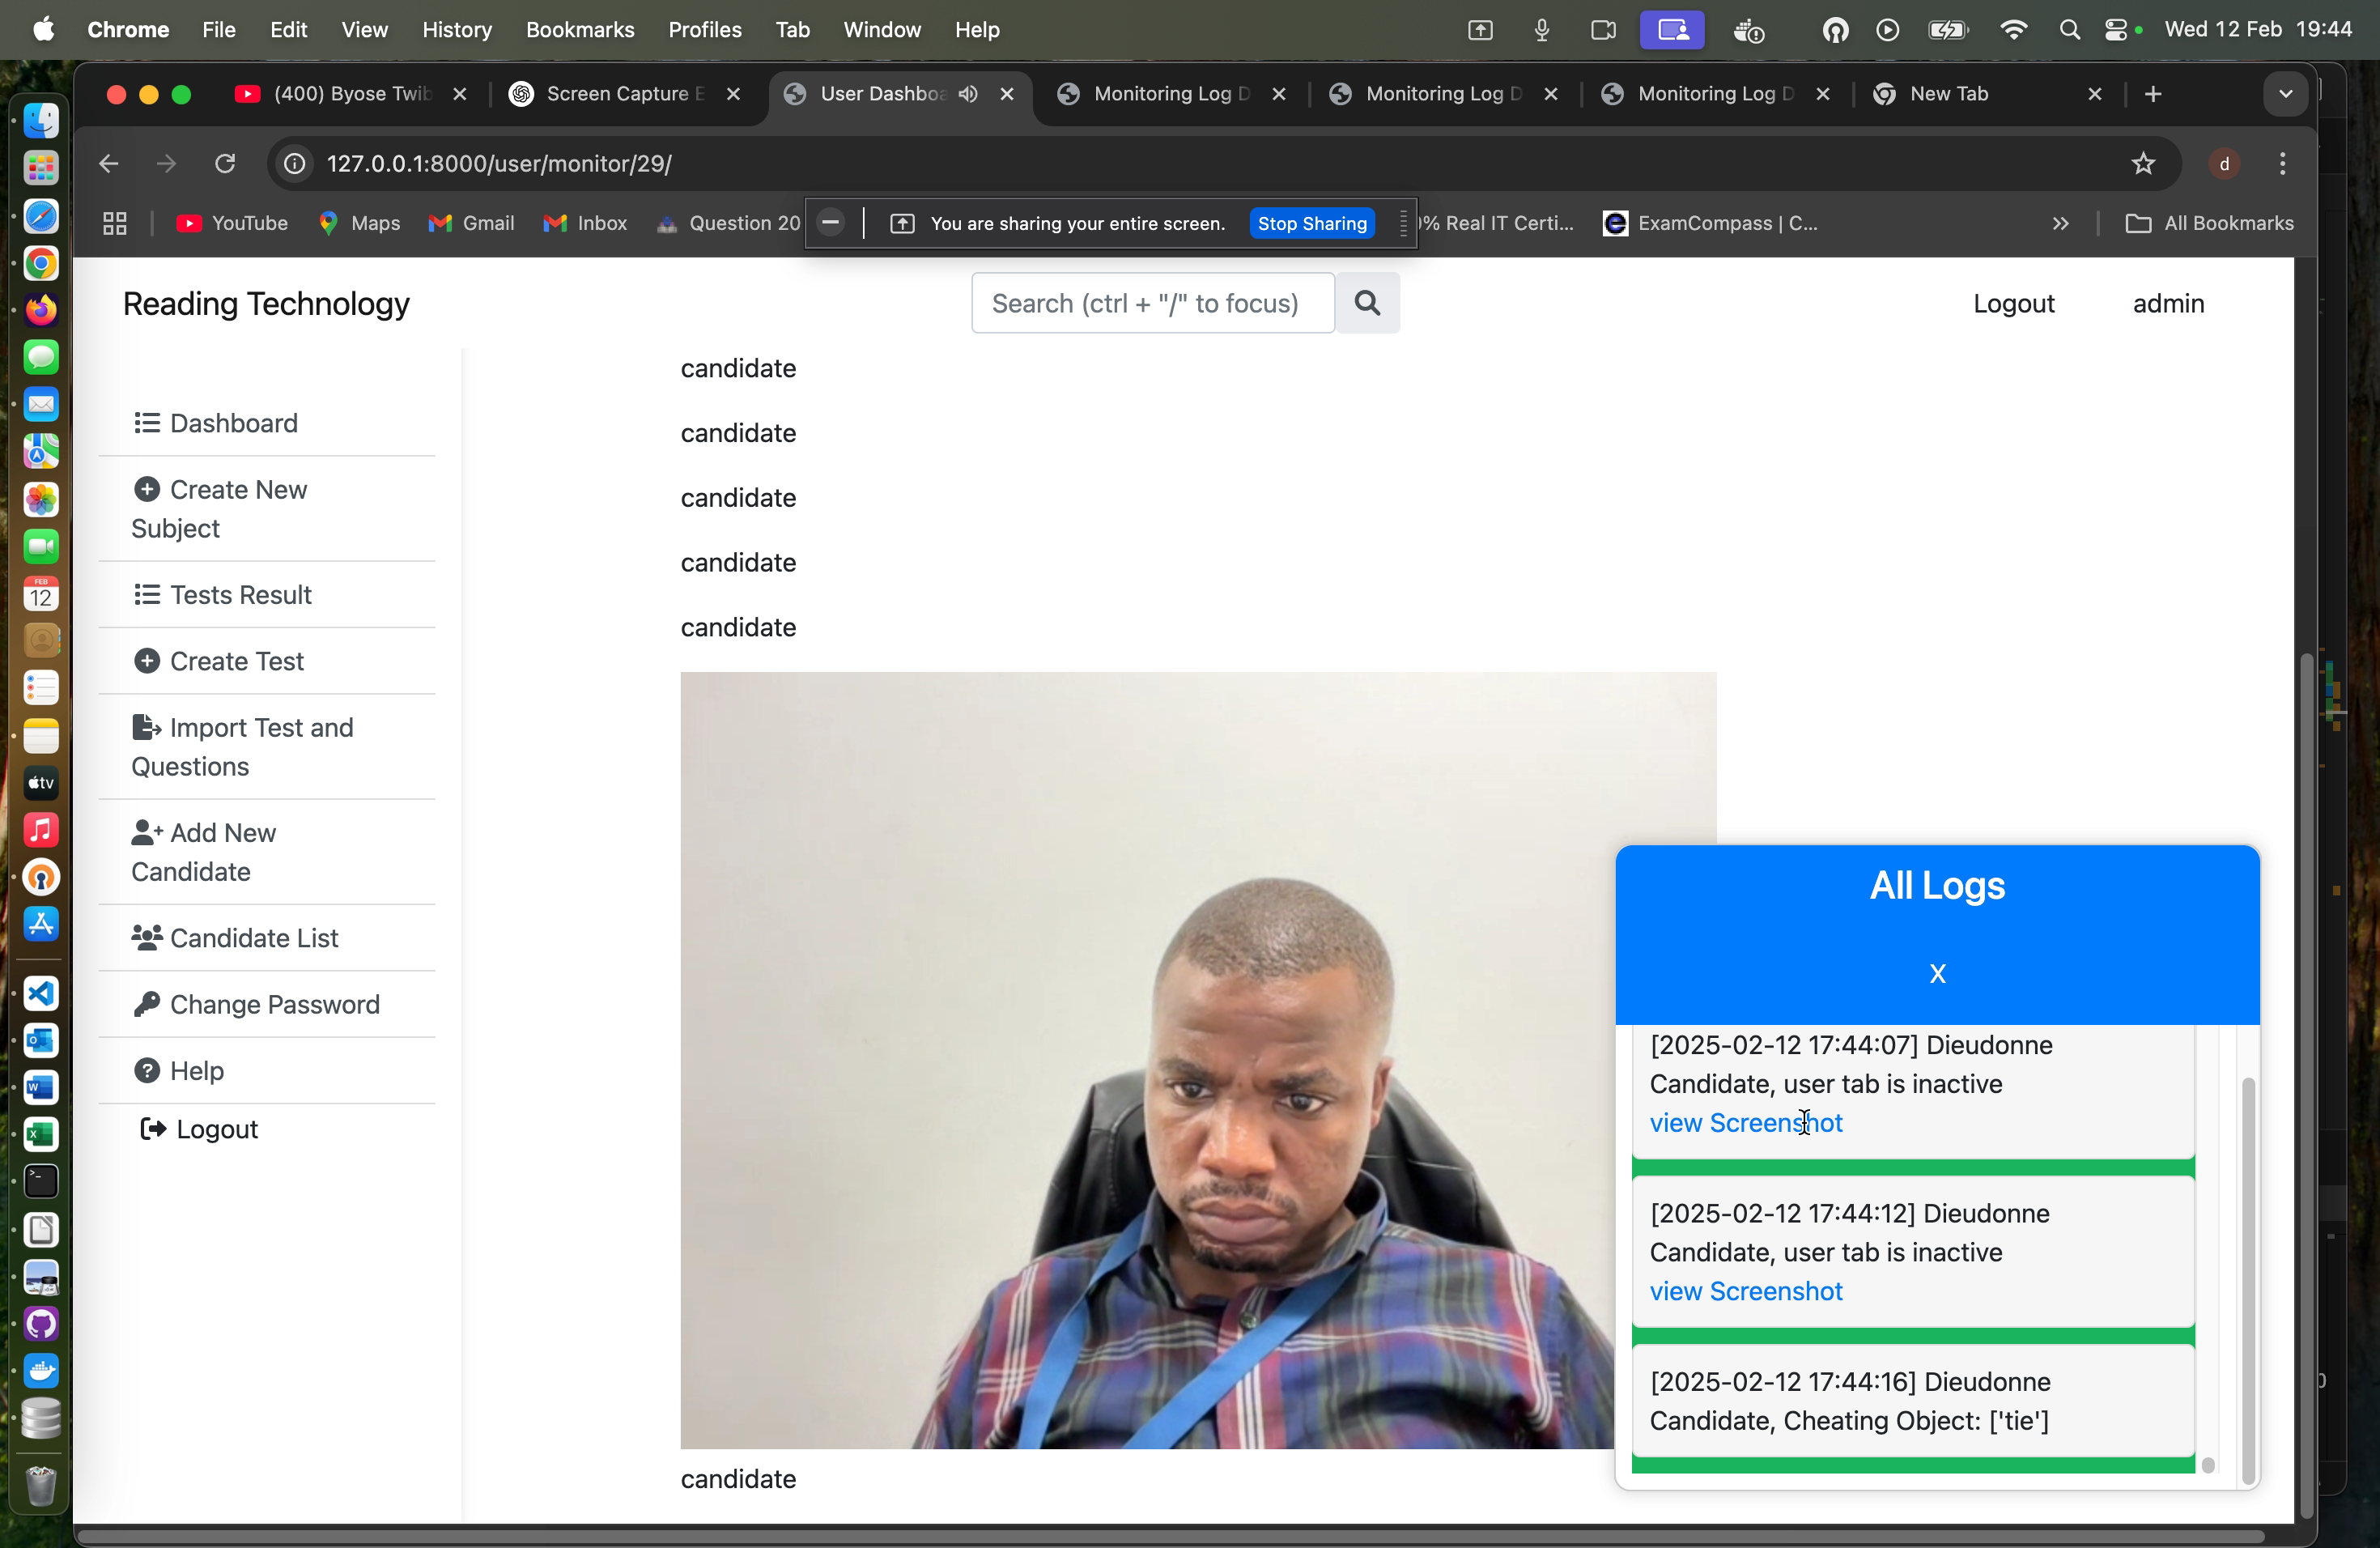 Chrome File Edit View History Bookmarks Profiles Tab Window Help Wed 12 Feb 19:44
(400) Byose Twib Screen Capture E User Dashboa Monitoring Log D Monitoring Log D Monitoring Log D New Tab
127.0.0.1:8000/user/monitor/29/ d
YouTube Maps Gmail Inbox Question 20 You are sharing your entire screen. Stop Sharing % Real IT Certi... ExamCompass | C... All Bookmarks
Reading Technology
Search (ctrl + "/" to focus)
Logout admin
Dashboard
Create New
Subject
Tests Result
Create Test
Import Test and
Questions
Add New
Candidate
Candidate List
Change Password
Help
Logout
candidate
candidate
candidate
candidate
candidate
candidate
All Logs
X
[2025-02-12 17:44:07] Dieudonne
Candidate, user tab is inactive
view Screenshot
[2025-02-12 17:44:12] Dieudonne
Candidate, user tab is inactive
view Screenshot
[2025-02-12 17:44:16] Dieudonne
Candidate, Cheating Object: ['tie']
FEB
12
tv